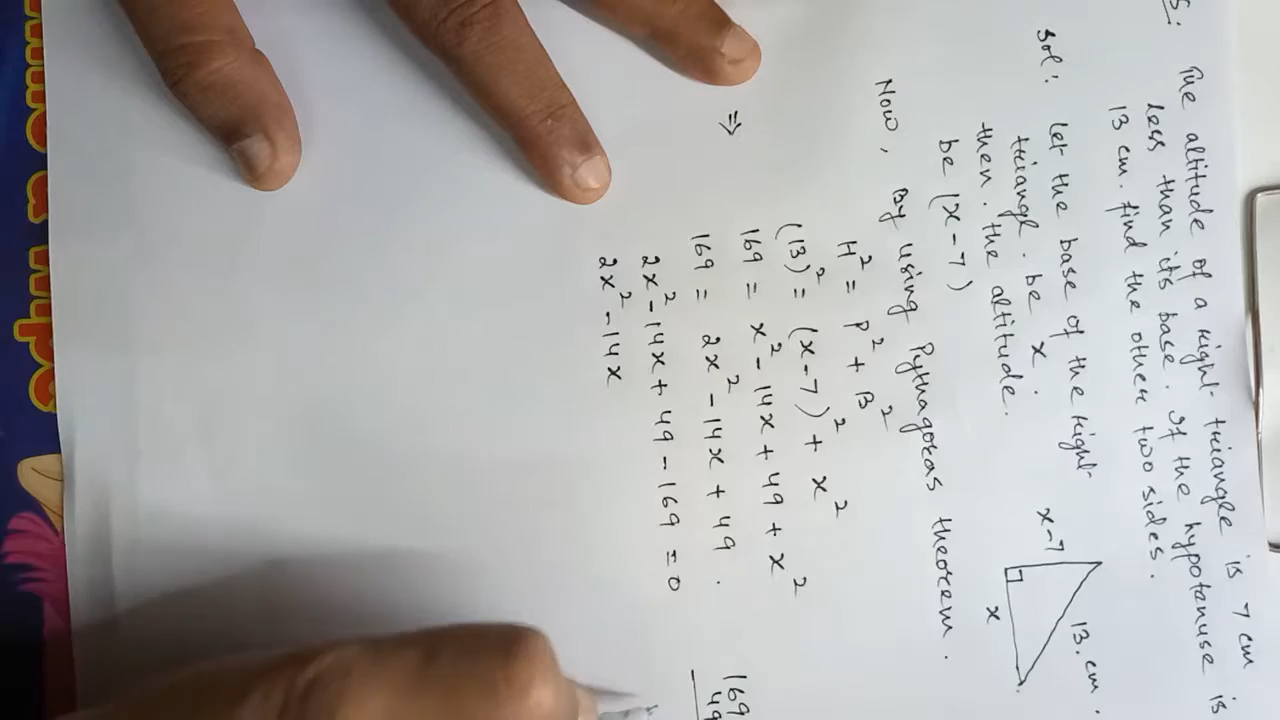 5: The altitude of a right triangle is 7 cm
less than its base. If the hypotenuse is
13 cm. find the other two sides.
Sol: Let the base of the right
triangl. be x.
then. the altitude.
be (x-7)
x-7
13. cm.
x
Now, By using Pythagoras theorem.
H² = P² + B²
(13)² = (x-7)² + x²
169 = x² - 14x + 49 + x²
⇒ 169 = 2x² - 14x + 49.
2x² - 14x + 49 - 169 = 0
2x² - 14x
169
49